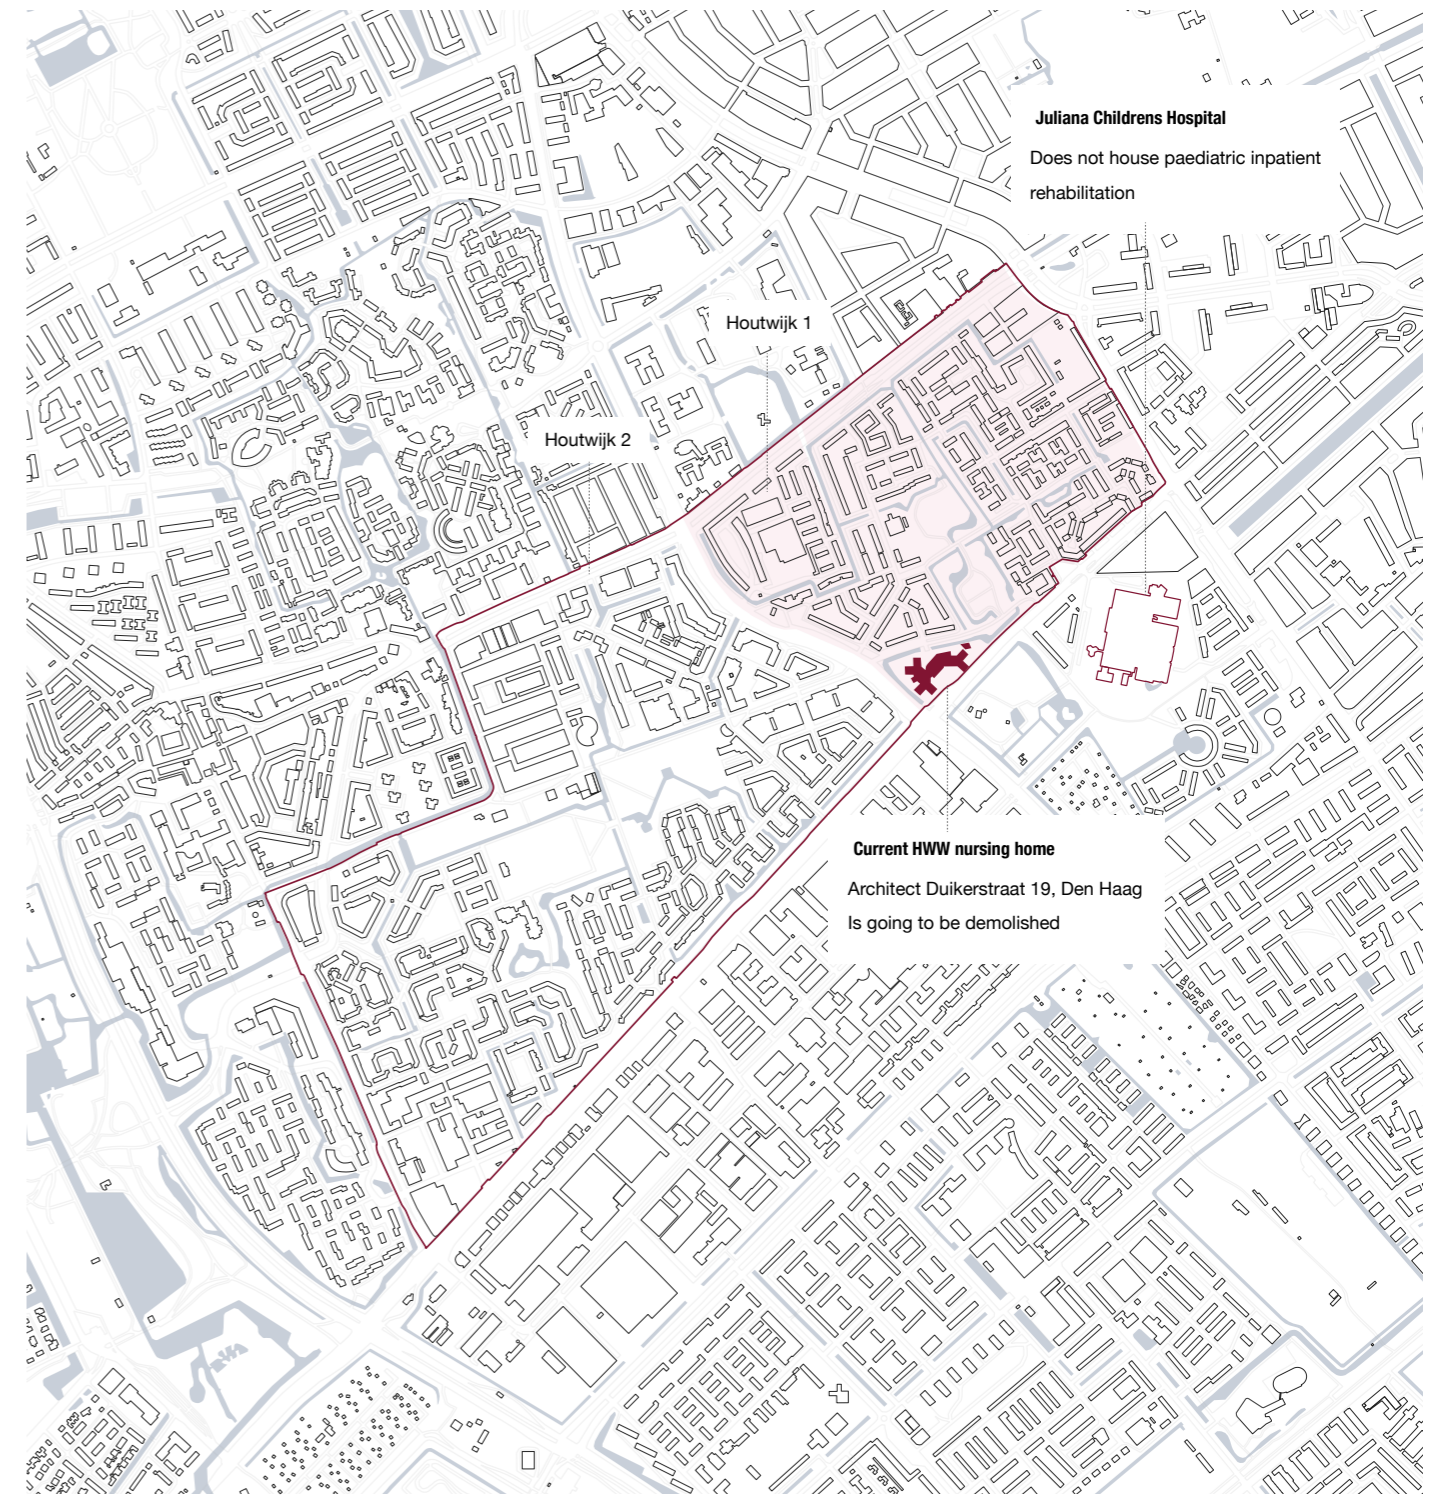 Juliana Childrens Hospital
Does not house paediatric inpatient
rehabilitation
Houtwijk 1
Houtwijk 2
Current HWW nursing home
Architect Duikerstraat 19, Den Haag
Is going to be demolished